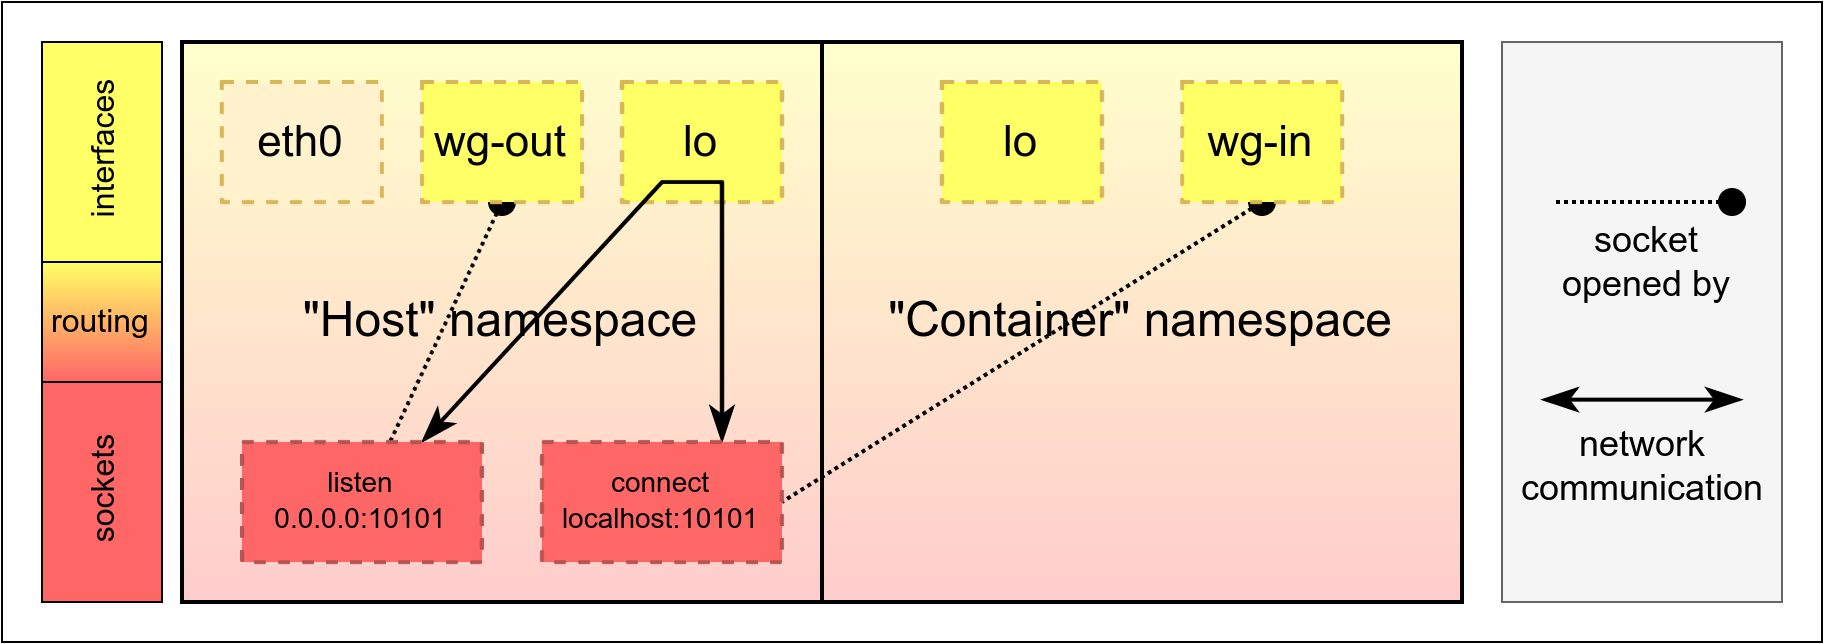 interfaces
routing
sockets
eth0
wg-out
lo
lo
wg-in
"Host" namespace
"Container" namespace
listen
0.0.0.0:10101
connect
localhost:10101
socket
opened by
network
communication